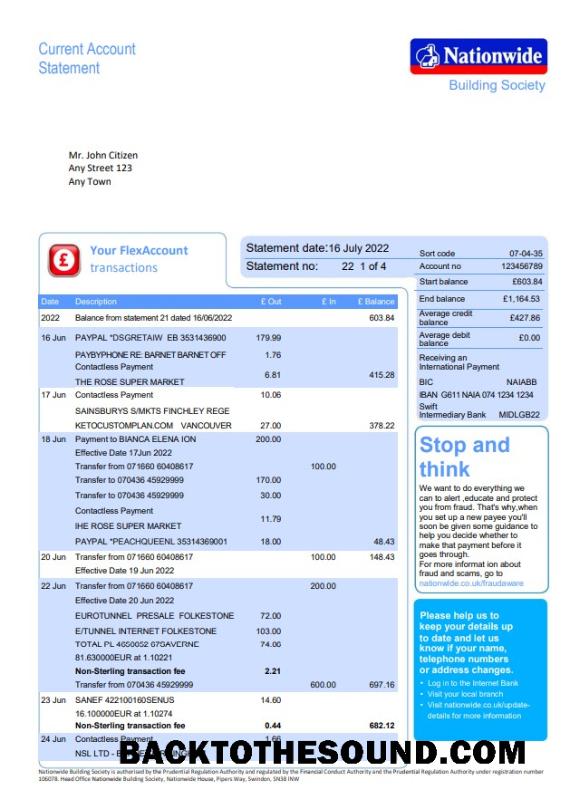 Current Account
Statement
Nationwide
Building Society
Mr. John Citizen
Any Street 123
Any Town
£
Your FlexAccount
transactions
Statement date:16 July 2022
Statement no: 22 1 of 4
Sort code 07-04-35
Account no 123456789
Start balance £603.84
End balance £1,164.53
Average credit
balance £427.86
Average debit
balance £0.00
Receiving an
International Payment
BIC NAIABB
IBAN G611 NAIA 074 1234 1234
Swift
Intermediary Bank MIDLGB22
Date Description £ Out £ In £ Balance
2022 Balance from statement 21 dated 16/06/2022 603.84
16 Jun PAYPAL *DSGRETAIW EB 3531436900 179.99
PAYBYPHONE RE: BARNET BARNET OFF 1.76
Contactless Payment
6.81 415.28
THE ROSE SUPER MARKET
17 Jun Contactless Payment 10.06
SAINSBURYS S/MKTS FINCHLEY REGE
KETOCUSTOMPLAN.COM VANCOUVER 27.00 378.22
18 Jun Payment to BIANCA ELENA ION 200.00
Effective Date 17Jun 2022
Transfer from 071660 60408617 100.00
Transfer to 070436 45929999 170.00
Transfer to 070436 45929999 30.00
Contactless Payment
11.79
IHE ROSE SUPER MARKET
PAYPAL *PEACHQUEENL 35314369001 18.00 48.43
20 Jun Transfer from 071660 60408617 100.00 148.43
Effective Date 19 Jun 2022
22 Jun Transfer from 071660 60408617 200.00
Effective Date 20 Jun 2022
EUROTUNNEL PRESALE FOLKESTONE 72.00
E/TUNNEL INTERNET FOLKESTONE 103.00
TOTAL PL 4650052 67GAVERNE 74.06
81.630000EUR at 1.10221
Non-Sterling transaction fee 2.21
Transfer from 070436 45929999 600.00 697.16
23 Jun SANEF 422100160SENUS 14.60
16.100000EUR at 1.10274
Non-Sterling transaction fee 0.44 682.12
24 Jun Contactless Payment 1.66
NSL LTD -
Stop and
think
We want to do everything we
can to alert ,educate and protect
you from fraud. That's why,when
you set up a new payee you'll
soon be given some guidance to
help you decide whether to
make that payment before it
goes through.
For more informat ion about
fraud and scams, go to
nationwide.co.uk/fraudaware
Please help us to
keep your details up
to date and let us
know if your name,
telephone numbers
or address changes.
• Log in to the Internet Bank
• Visit your local branch
• Visit nationwide.co.uk/update-
details for more information
BACKTOTHESOUND.COM
Nationwide Building Society is authorised by the Prudential Regulation Authority and regulated by the Financial Conduct Authority and the Prudential Regulation Authority under registration number
106078. Head Office Nationwide Building Society, Nationwide House, Pipers Way, Swindon, SN38 INW